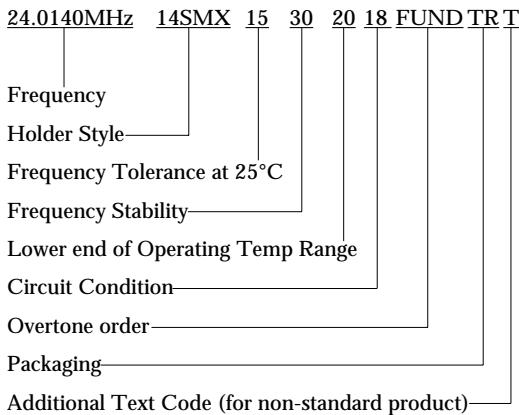 24.0140MHz 14SMX 15 30 20 18 FUND TR T
Frequency
Holder Style
Frequency Tolerance at 25°C
Frequency Stability
Lower end of Operating Temp Range
Circuit Condition
Overtone order
Packaging
Additional Text Code (for non-standard product)